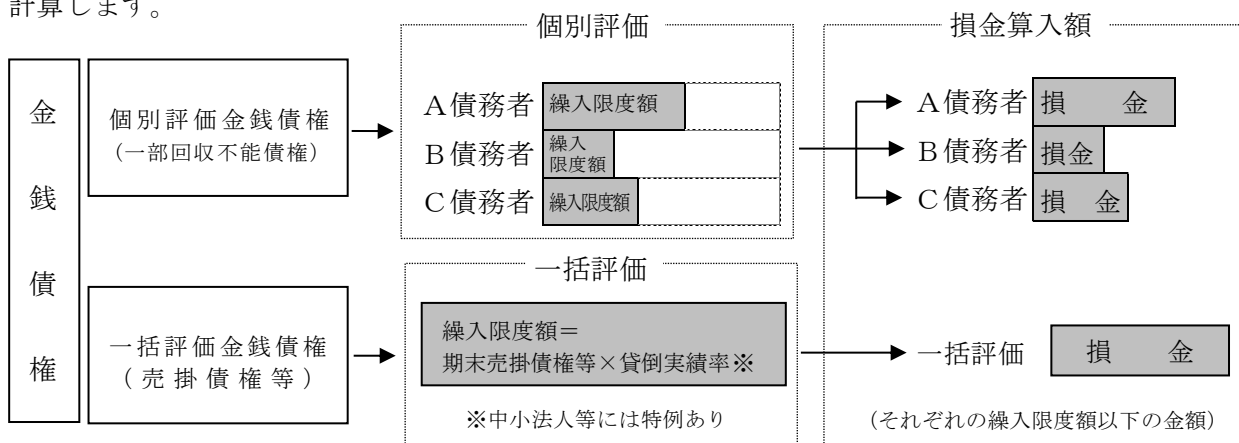 計算します。
金銭債権
個別評価金銭債権
(一部回収不能債権)
個別評価
A債務者 繰入限度額
B債務者 繰入
限度額
C債務者 繰入限度額
損金算入額
A債務者 損 金
B債務者 損金
C債務者 損 金
一括評価金銭債権
(売掛債権等)
一括評価
繰入限度額=
期末売掛債権等×貸倒実績率※
※中小法人等には特例あり
一括評価 損 金
(それぞれの繰入限度額以下の金額)